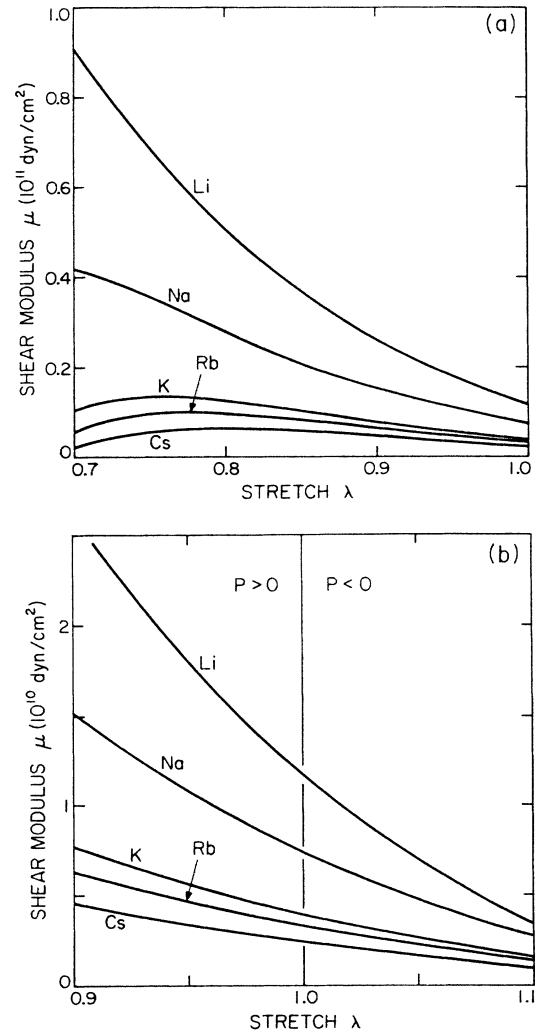 (a)
SHEAR MODULUS μ (10¹¹ dyn/cm²)
1.0
0.8
0.6
0.4
0.2
0
Li
Na
K
Rb
Cs
0.7 0.8 0.9 1.0
STRETCH λ
(b)
SHEAR MODULUS μ (10¹⁰ dyn/cm²)
2
1
0
P > 0 P < 0
Li
Na
K
Rb
Cs
0.9 1.0 1.1
STRETCH λ